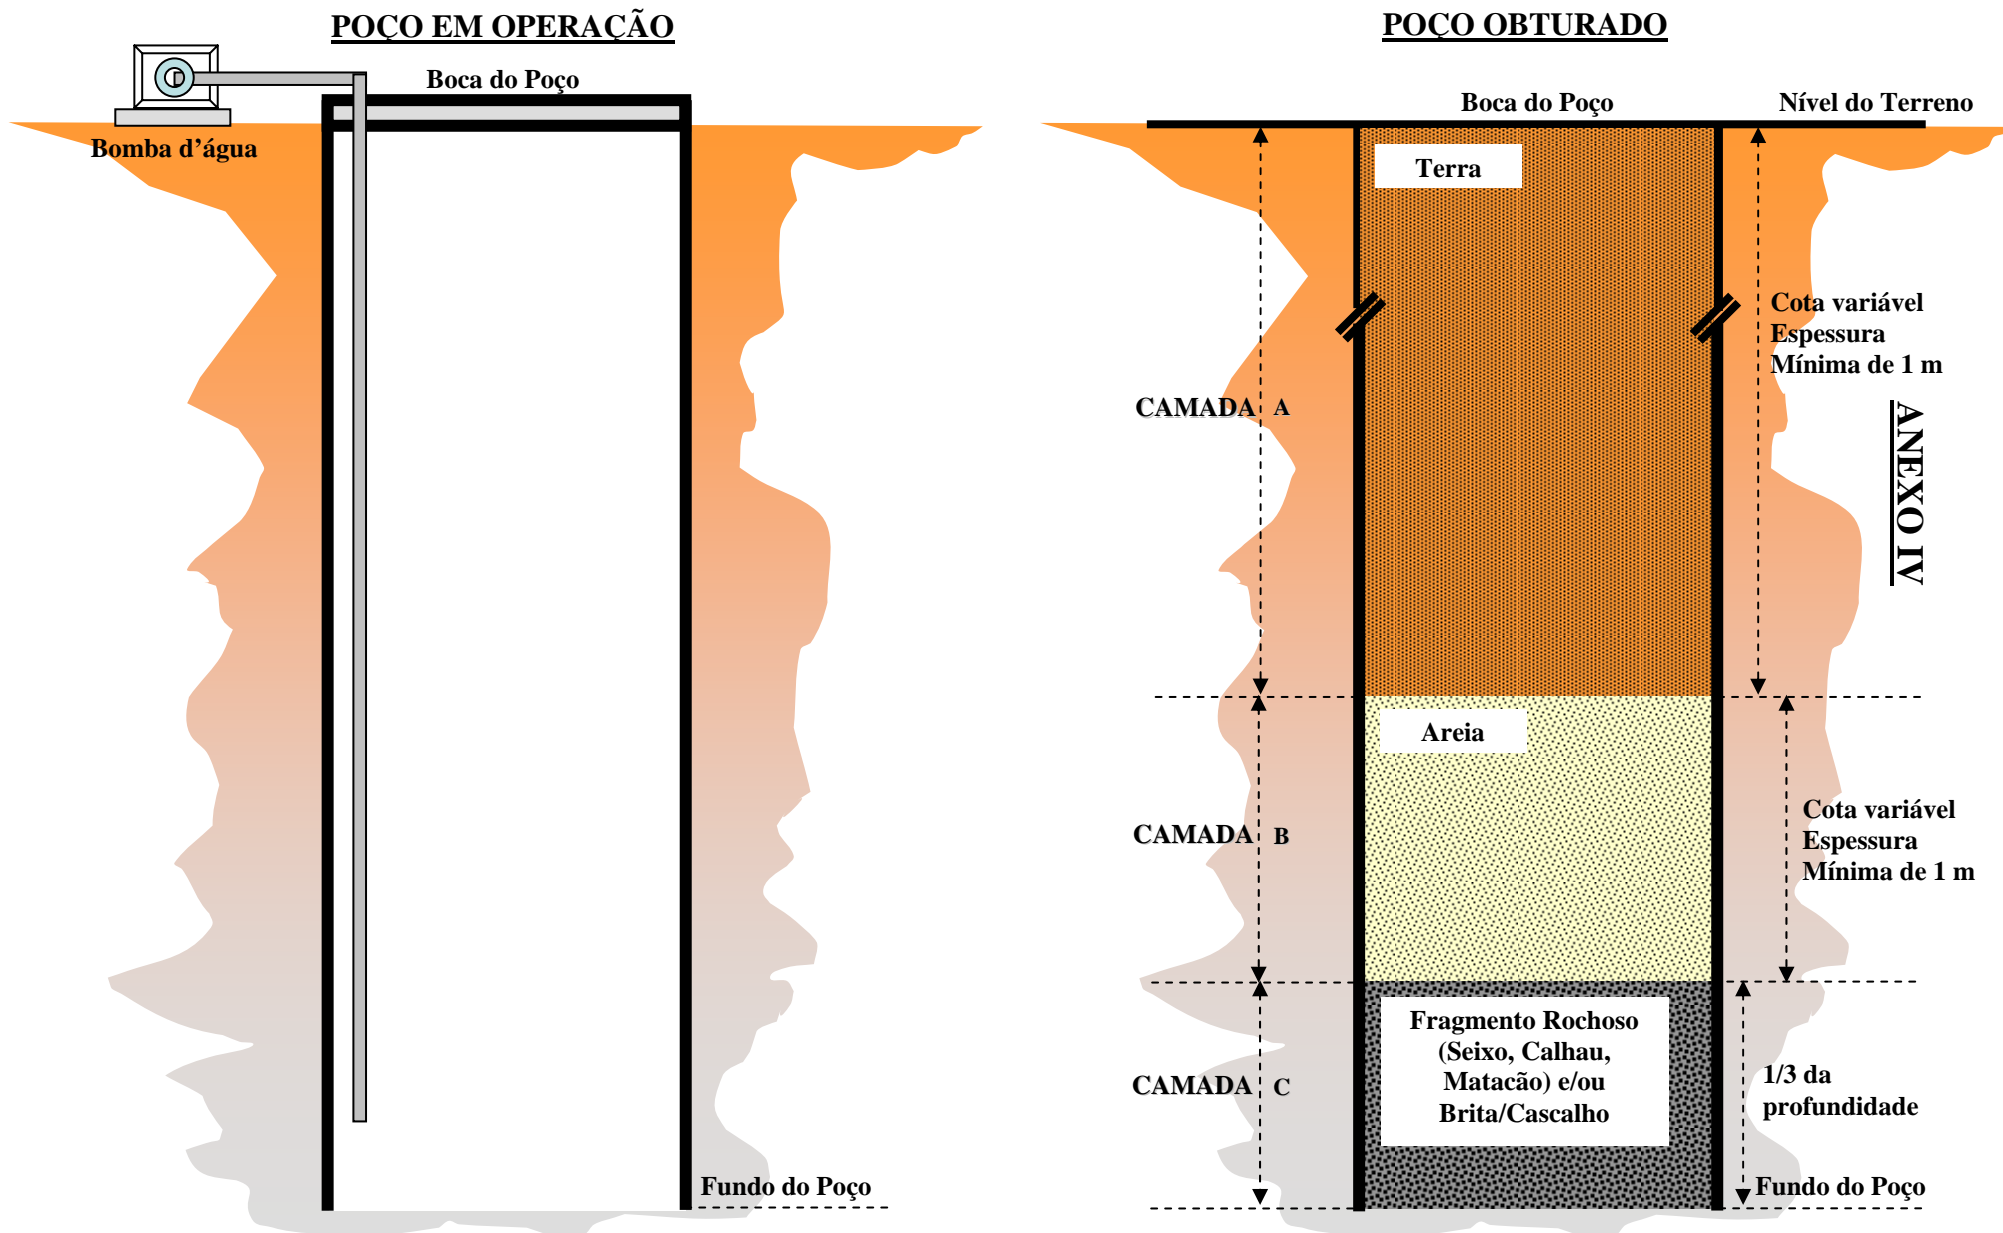 POÇO EM OPERAÇÃO
Boca do Poço
Bomba d'água
Fundo do Poço
POÇO OBTURADO
Boca do Poço
Nível do Terreno
Terra
Cota variável
Espessura
Mínima de 1 m
CAMADA A
ANEXO IV
Areia
CAMADA B
Cota variável
Espessura
Mínima de 1 m
Fragmento Rochoso
(Seixo, Calhau,
Matacão) e/ou
Brita/Cascalho
CAMADA C
1/3 da
profundidade
Fundo do Poço